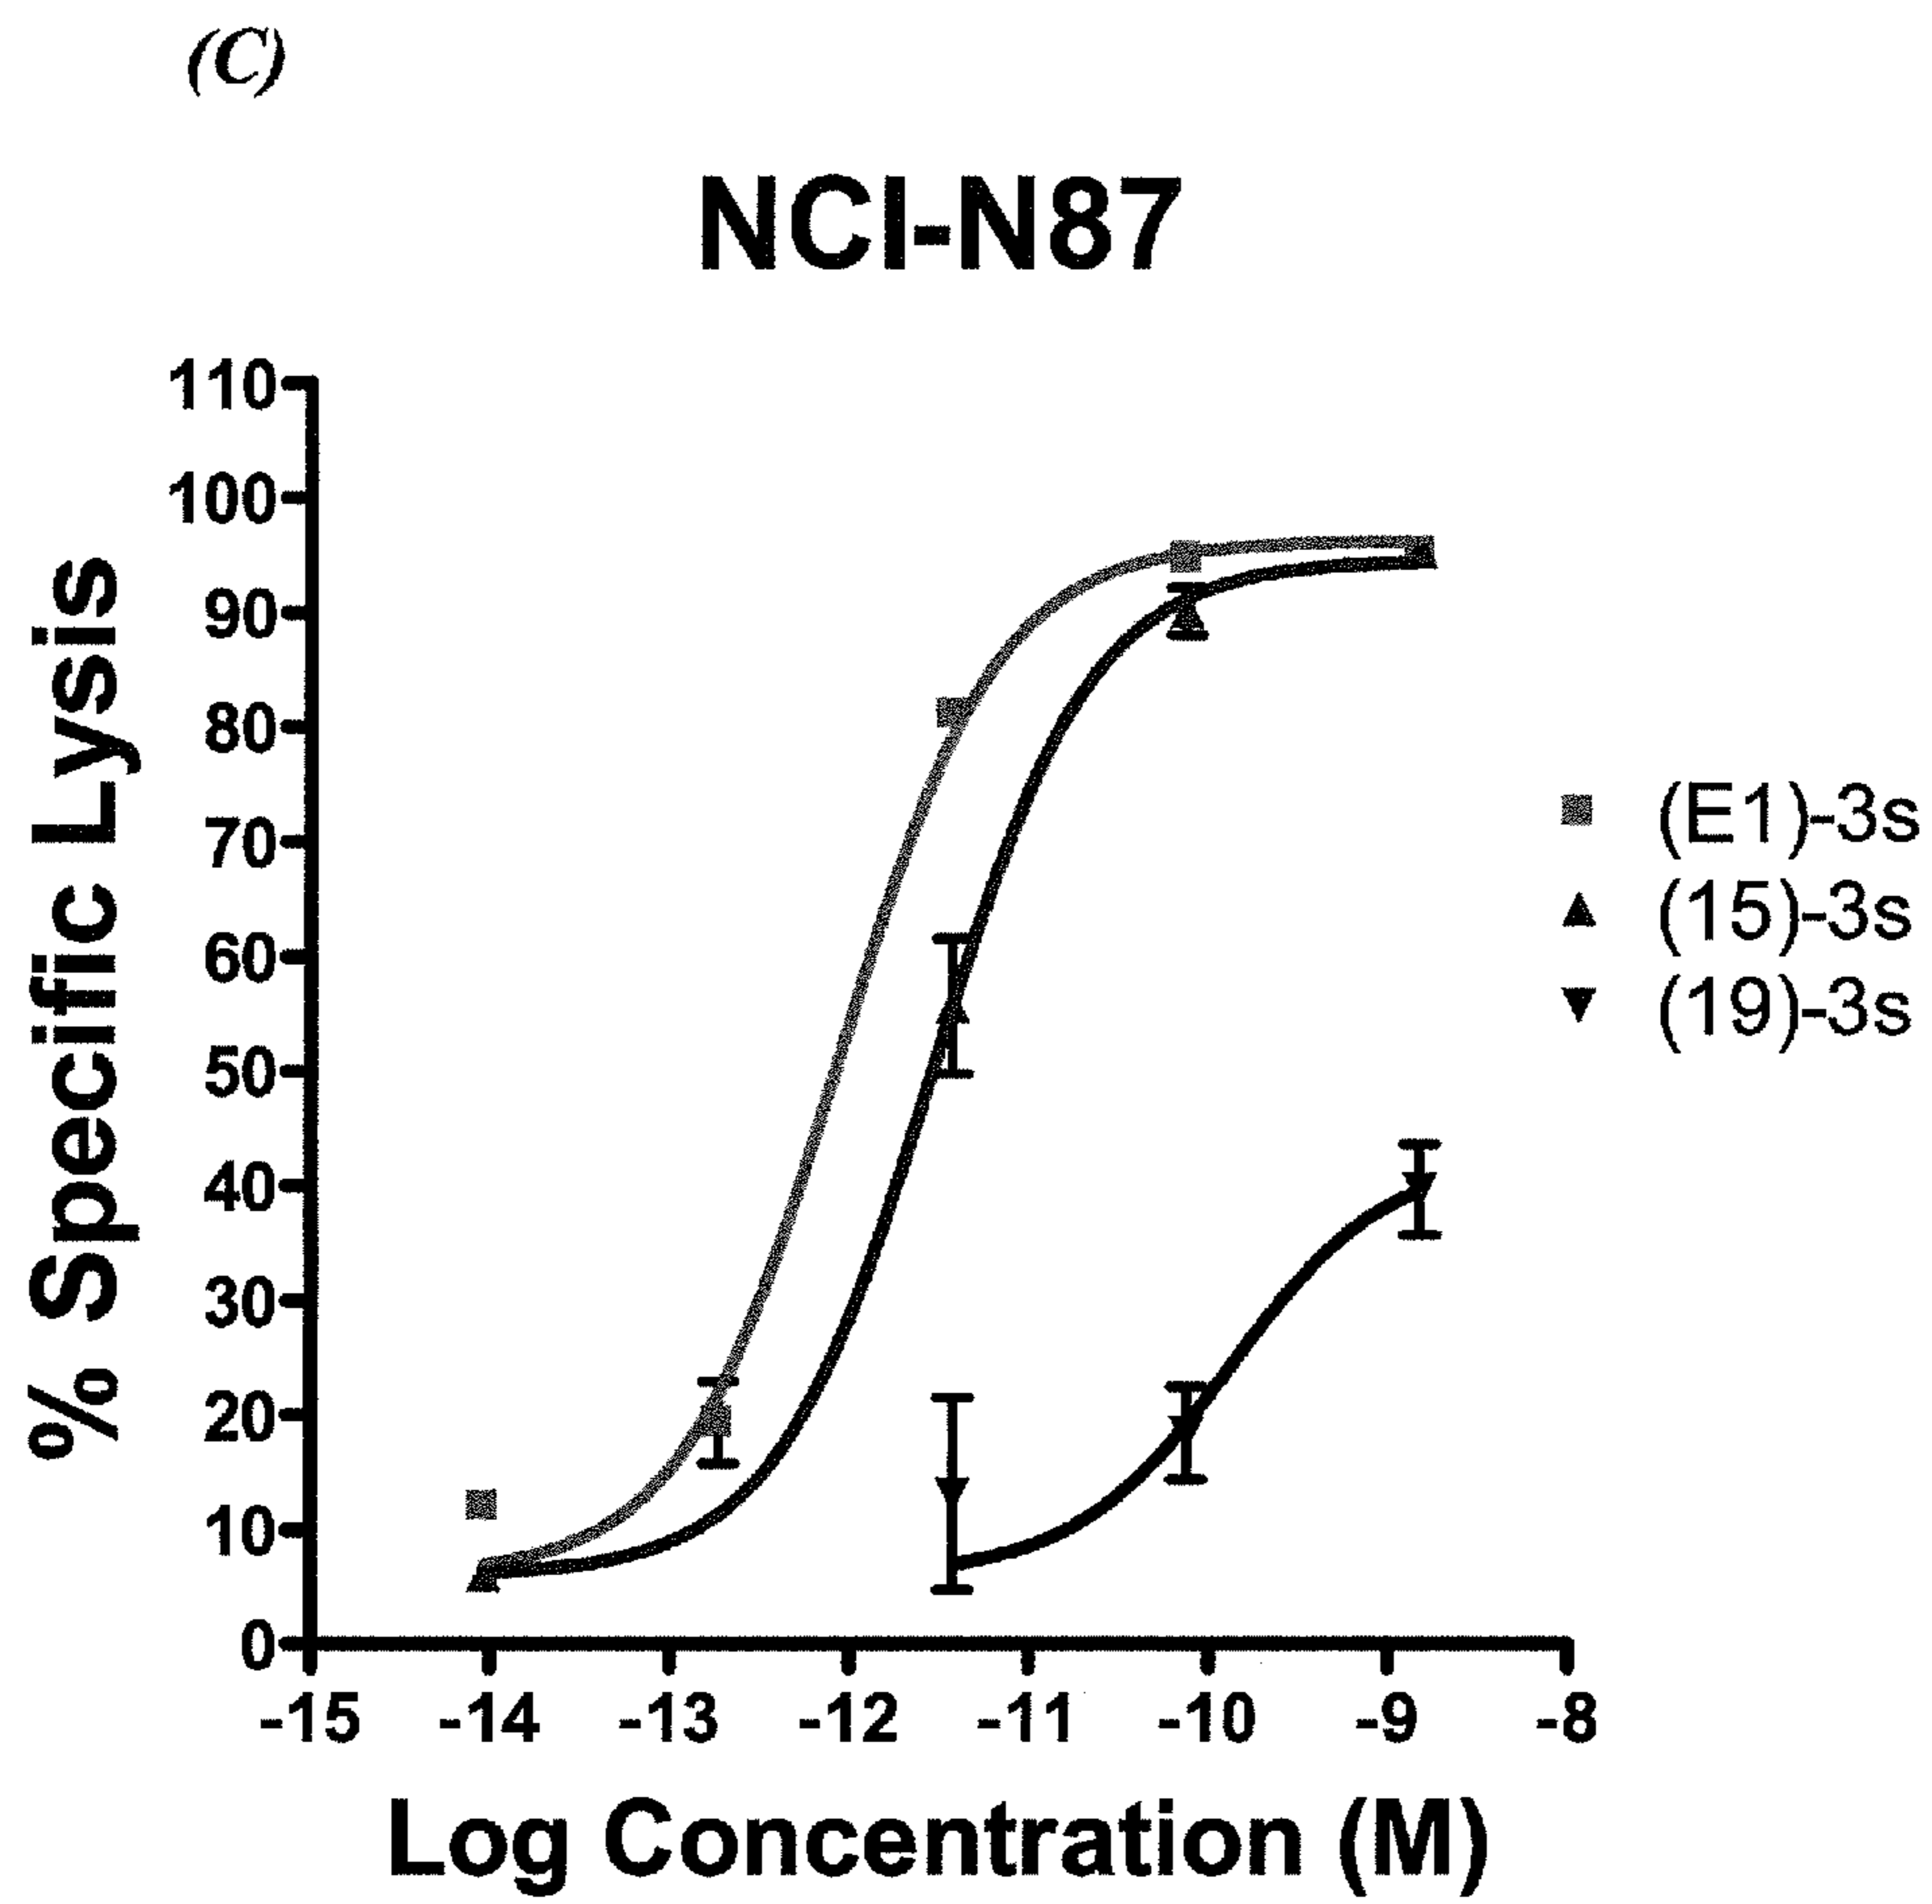 (C)
NCI-N87
% Specific Lysis
110
100
90
80
70
60
50
40
30
20
10
0
-15 -14 -13 -12 -11 -10 -9 -8
Log Concentration (M)
(E1)-3s
(15)-3s
(19)-3s